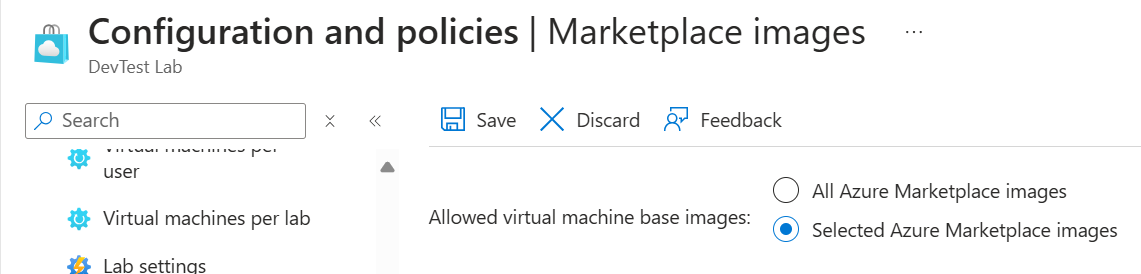 Configuration and policies | Marketplace images ...
DevTest Lab
Search
Save
Discard
Feedback
Virtual machines per
user
Virtual machines per lab
Lab settings
Allowed virtual machine base images:
All Azure Marketplace images
Selected Azure Marketplace images